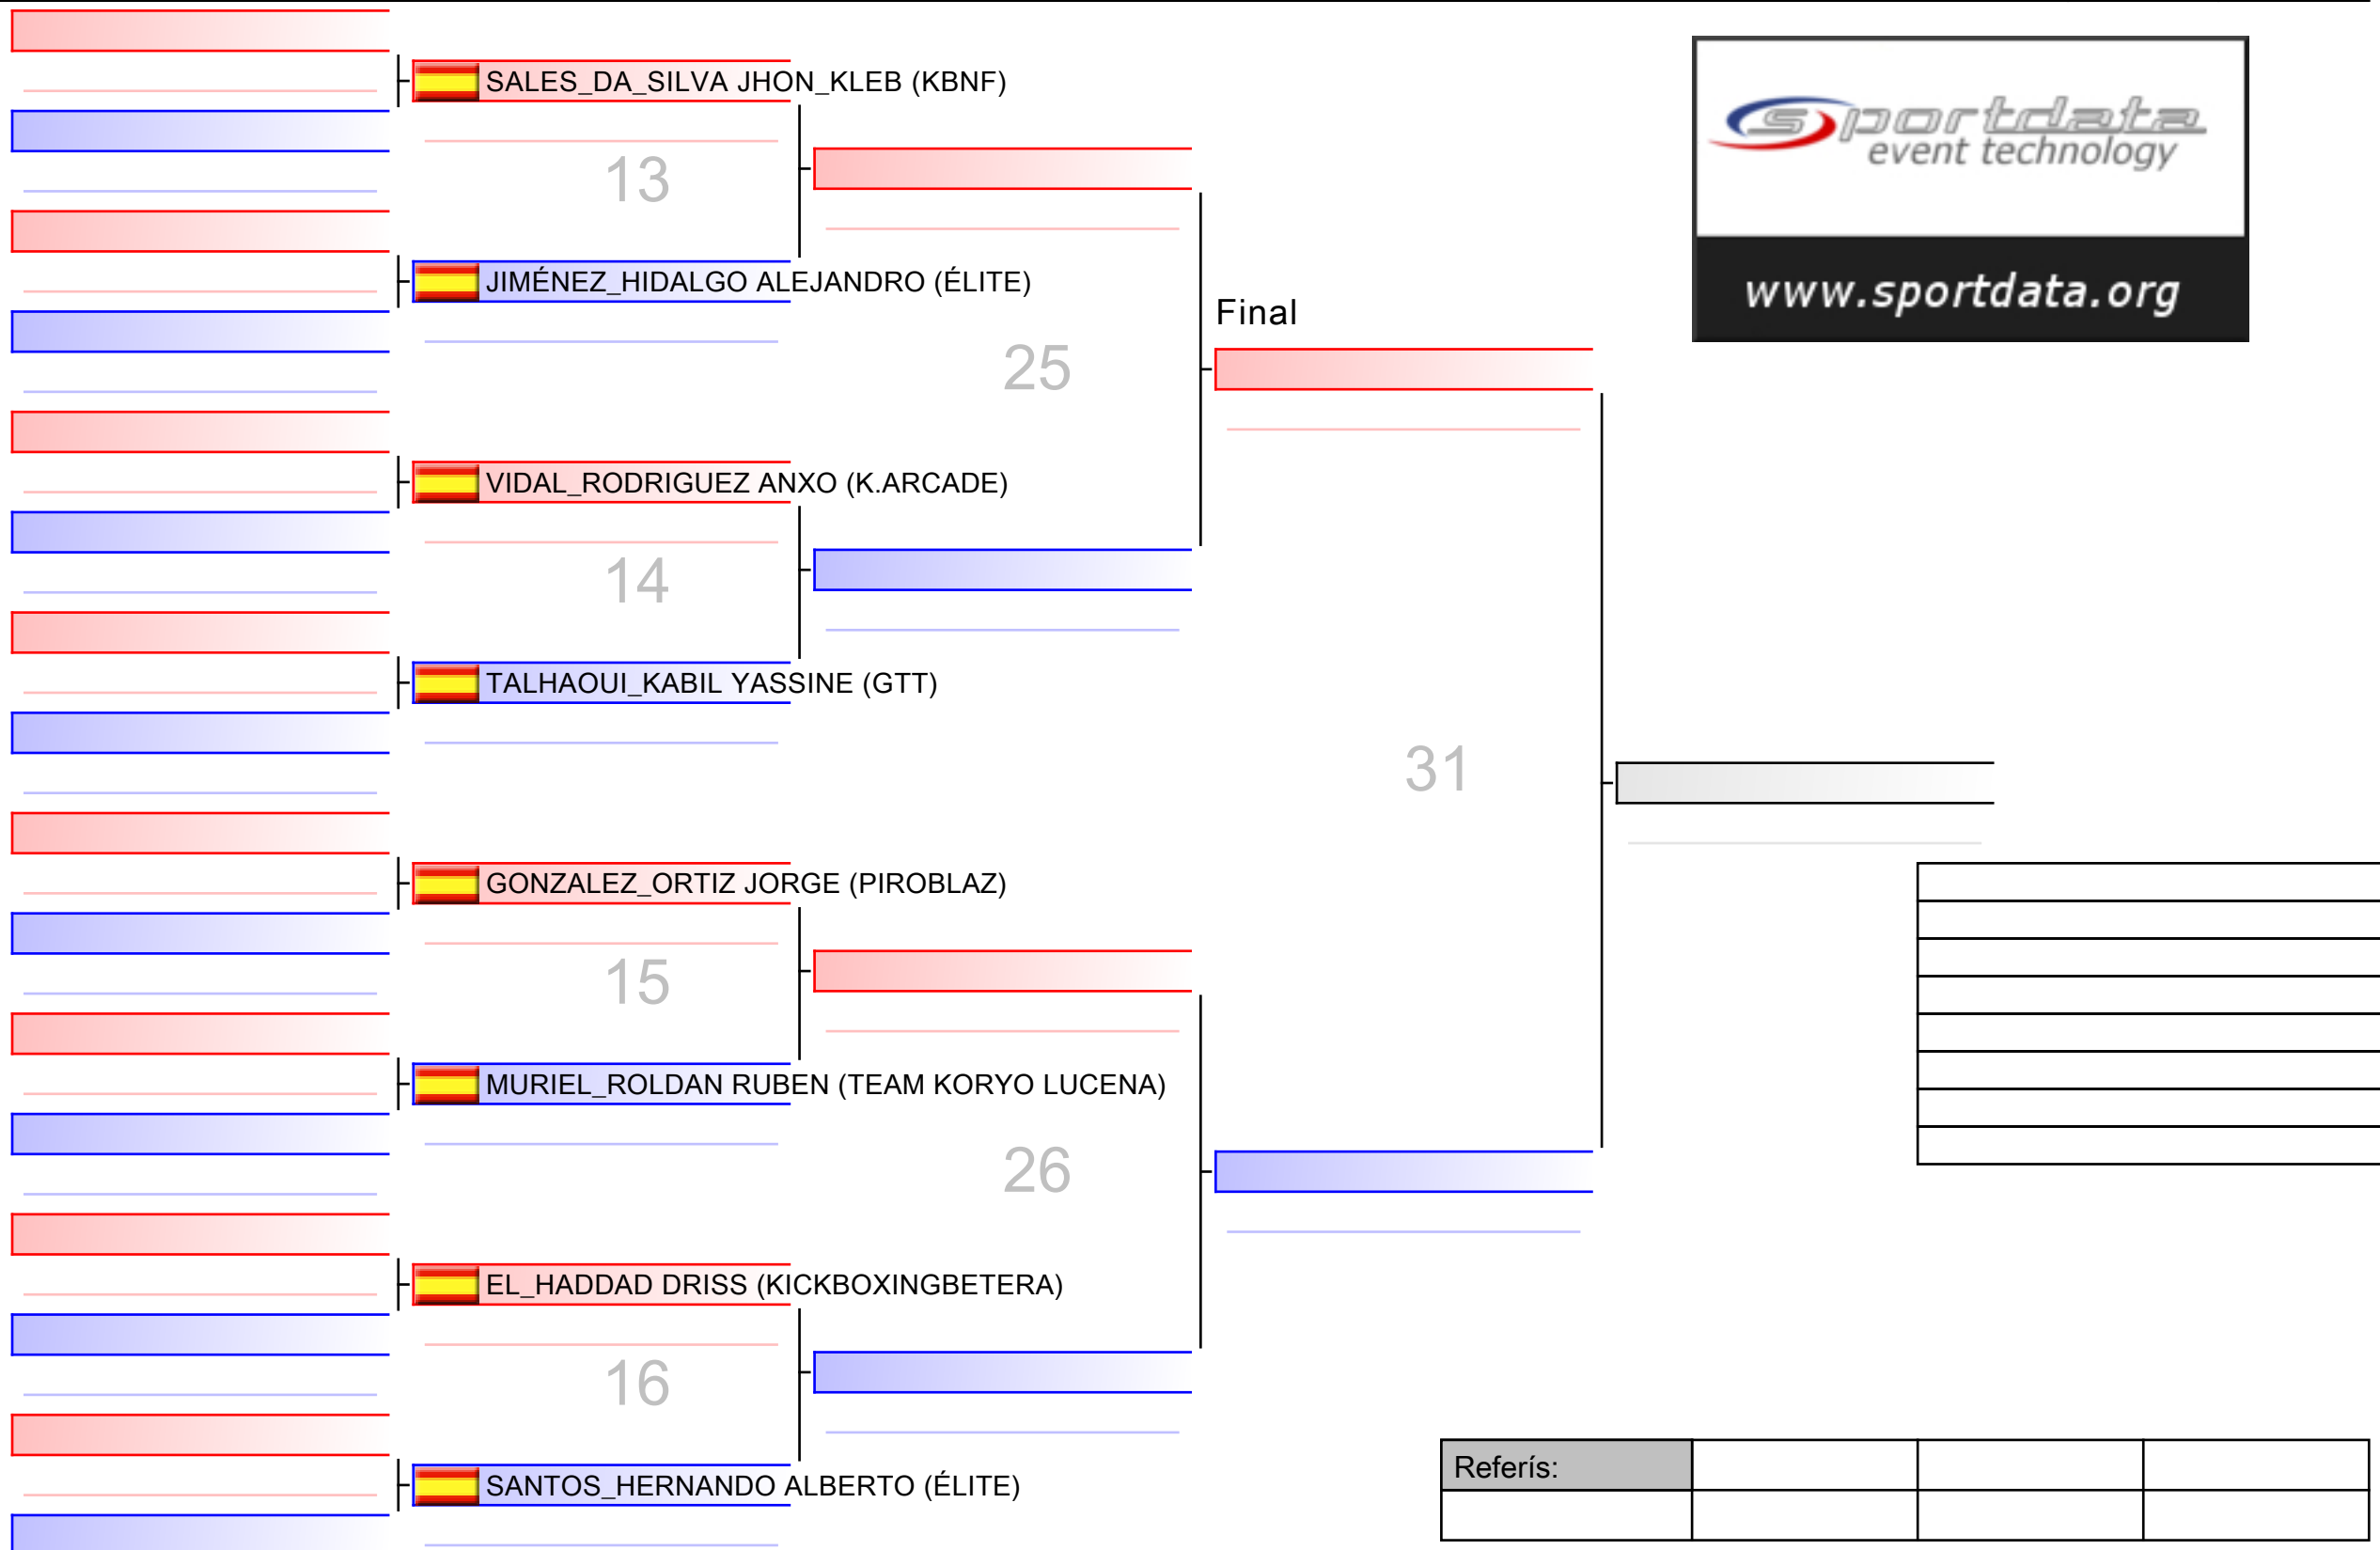 SALES_DA_SILVA JHON_KLEB (KBNF)
sportdata
event technology
www.sportdata.org
13
JIMÉNEZ_HIDALGO ALEJANDRO (ÉLITE)
Final
25
VIDAL_RODRIGUEZ ANXO (K.ARCADE)
14
TALHAOUI_KABIL YASSINE (GTT)
31
GONZALEZ_ORTIZ JORGE (PIROBLAZ)
15
MURIEL_ROLDAN RUBEN (TEAM KORYO LUCENA)
26
EL_HADDAD DRISS (KICKBOXINGBETERA)
16
SANTOS_HERNANDO ALBERTO (ÉLITE)
Referís: